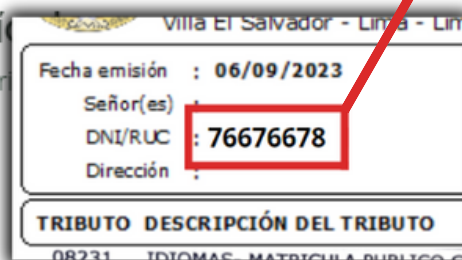 Villa El Salvador - Lima - Lim
Fecha emisión : 06/09/2023
Señor(es) :
DNI/RUC : 76676678
Dirección :
TRIBUTO DESCRIPCIÓN DEL TRIBUTO
08231 IDIOMAS- MATRICULA PUBLICO